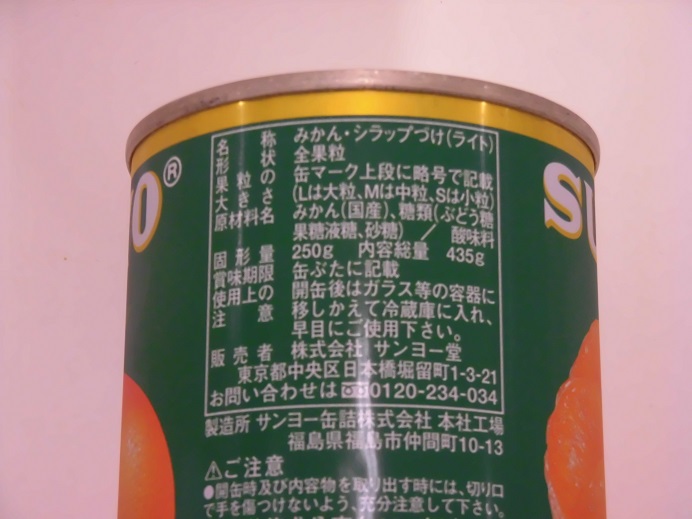 名称 みかん・シラップづけ(ライト)
形状 全果粒
果粒の大きさ 缶マーク上段に略号で記載
(Lは大粒、Mは中粒、Sは小粒)
原材料名 みかん(国産)、糖類(ぶどう糖
果糖液糖、砂糖) / 酸味料
固形量 250g 内容総量 435g
賞味期限 缶ぶたに記載
使用上の注意 開缶後はガラス等の容器に
移しかえて冷蔵庫に入れ、
早目にご使用下さい。
販売者 株式会社 サンヨー堂
東京都中央区日本橋堀留町1-3-21
お問い合わせは 0120-234-034
製造所 サンヨー缶詰株式会社 本社工場
福島県福島市仲間町10-13
⚠ご注意
●開缶時及び内容物を取り出す時には、切り口
で手を傷つけないよう、充分注意して下さい。
O®
SU